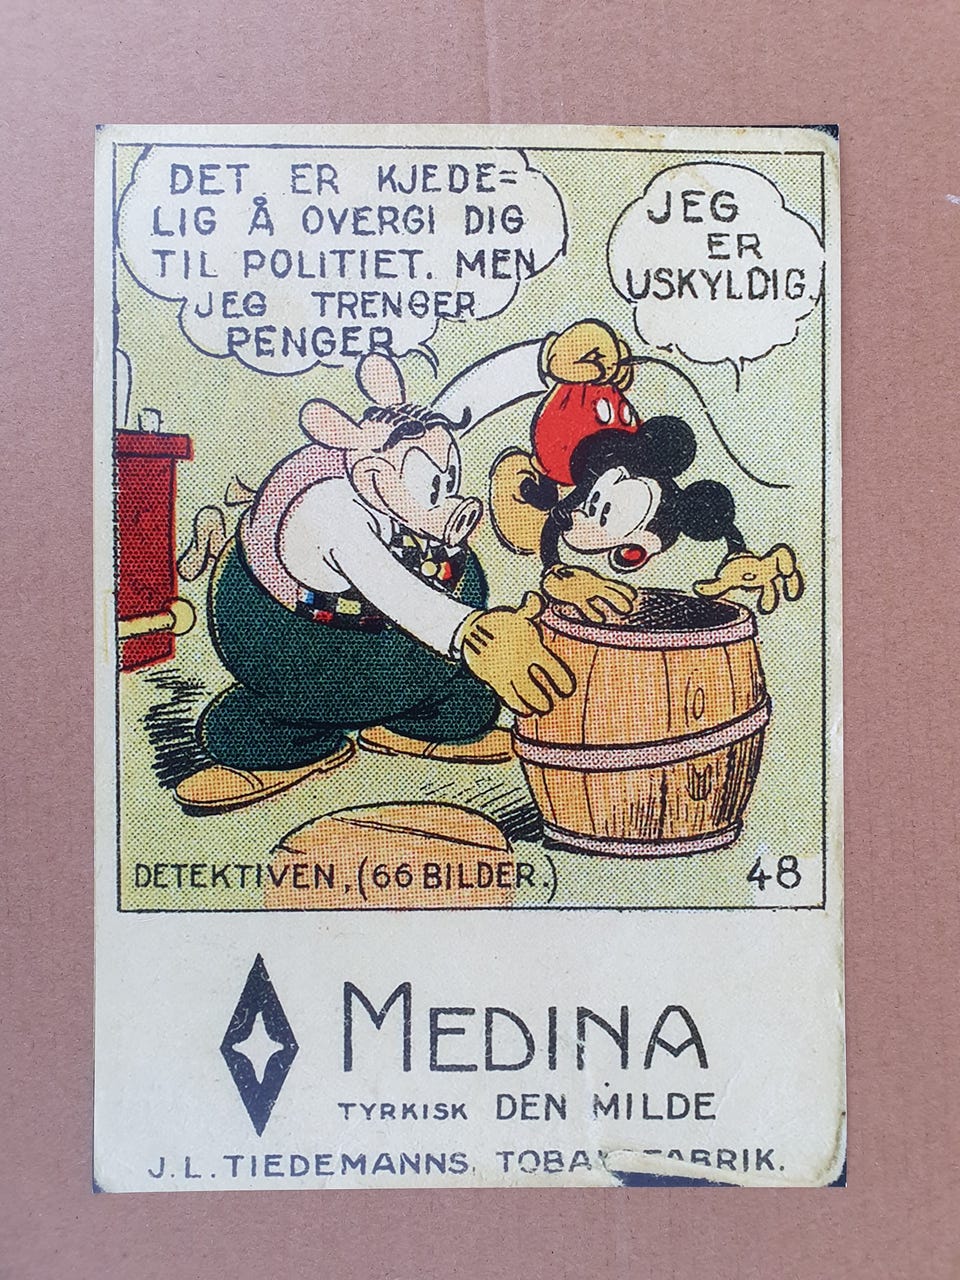 DET ER KJEDE=
LIG Å OVERGI DIG
TIL POLITIET. MEN
JEG TRENGER
PENGER
JEG
ER
USKYLDIG.
DETEKTIVEN, (66 BILDER.)
48
MEDINA
TYRKISK DEN MILDE
J. L. TIEDEMANNS. FABRIK.